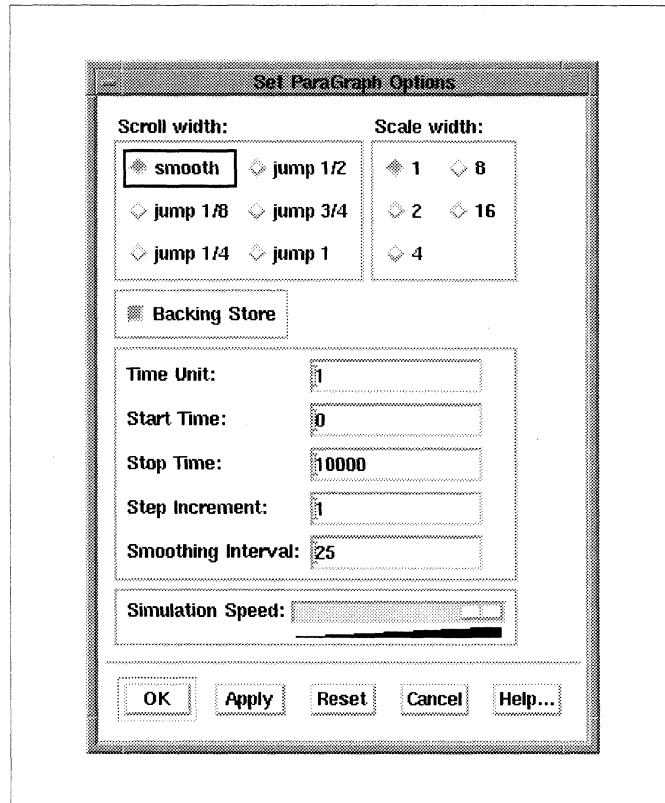 Set ParaGraph Options
Scroll width:
Scale width:
smooth
jump 1/2
1
8
jump 1/8
jump 3/4
2
16
jump 1/4
jump 1
4
Backing Store
Time Unit:
1
Start Time:
0
Stop Time:
10000
Step Increment:
1
Smoothing Interval:
25
Simulation Speed:
OK
Apply
Reset
Cancel
Help...